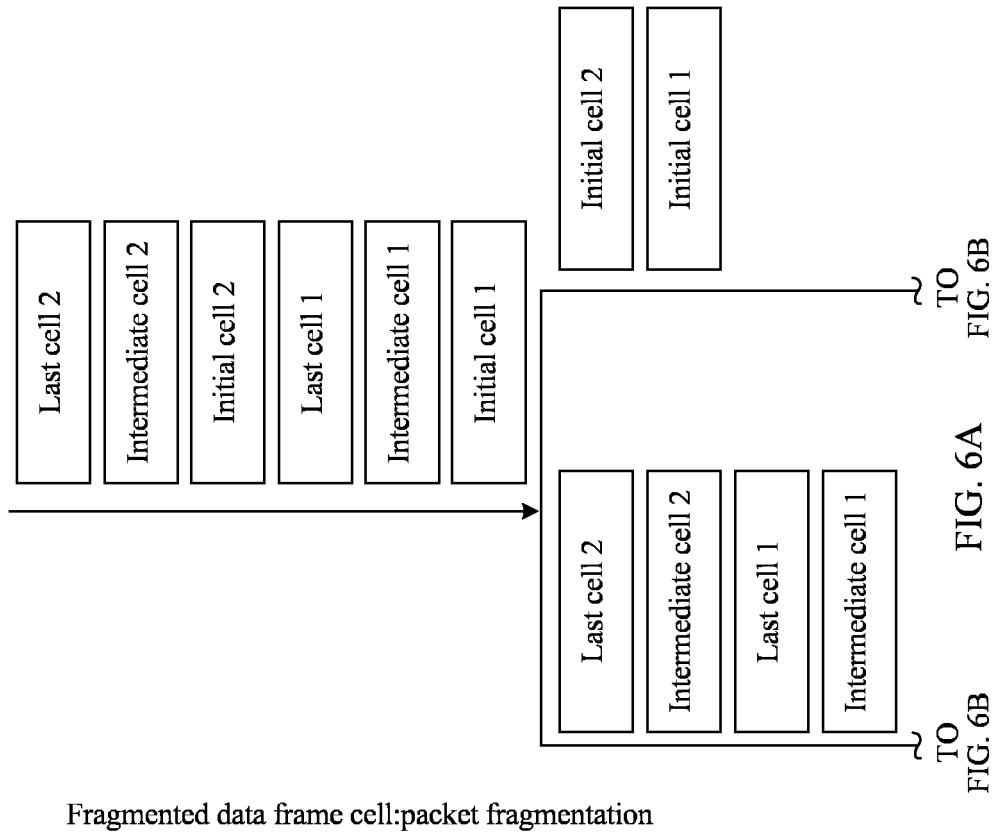 Last cell 2
Intermediate cell 2
Initial cell 2
Last cell 1
Intermediate cell 1
Initial cell 1
Initial cell 2
Initial cell 1
Last cell 2
Intermediate cell 2
Last cell 1
Intermediate cell 1
TO
FIG. 6B
TO
FIG. 6B
FIG. 6A
Fragmented data frame cell:packet fragmentation